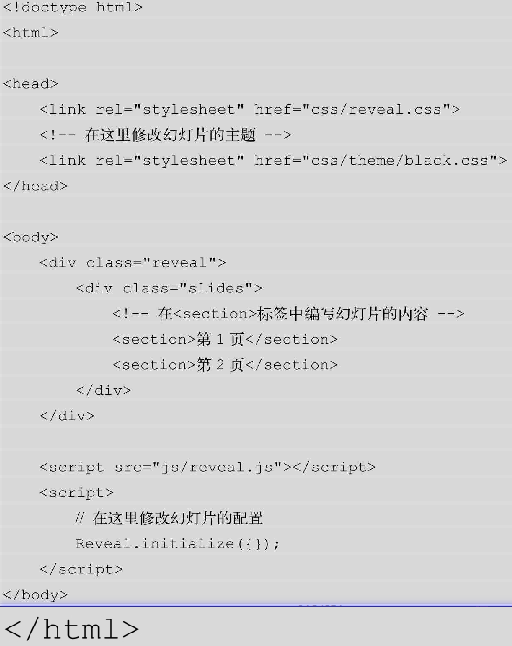 <!doctype html>
<html>
<head>
<link rel="stylesheet" href="css/reveal.css">
<!-- 在这里修改幻灯片的主题 -->
<link rel="stylesheet" href="css/theme/black.css">
</head>
<body>
<div class="reveal">
<div class="slides">
<!-- 在<section>标签中编写幻灯片的内容 -->
<section>第 1 页</section>
<section>第 2 页</section>
</div>
</div>
<script src="js/reveal.js"></script>
<script>
// 在这里修改幻灯片的配置
Reveal.initialize({});
</script>
</body>
</html>